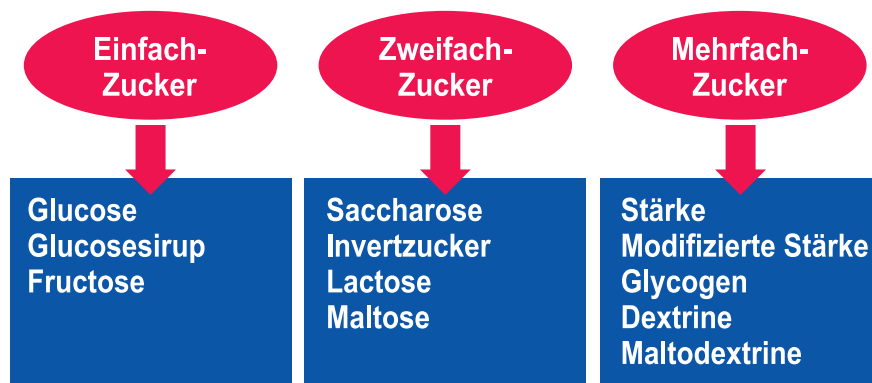 Einfach-
Zucker
Zweifach-
Zucker
Mehrfach-
Zucker
Glucose
Glucosesirup
Fructose
Saccharose
Invertzucker
Lactose
Maltose
Stärke
Modifizierte Stärke
Glycogen
Dextrine
Maltodextrine